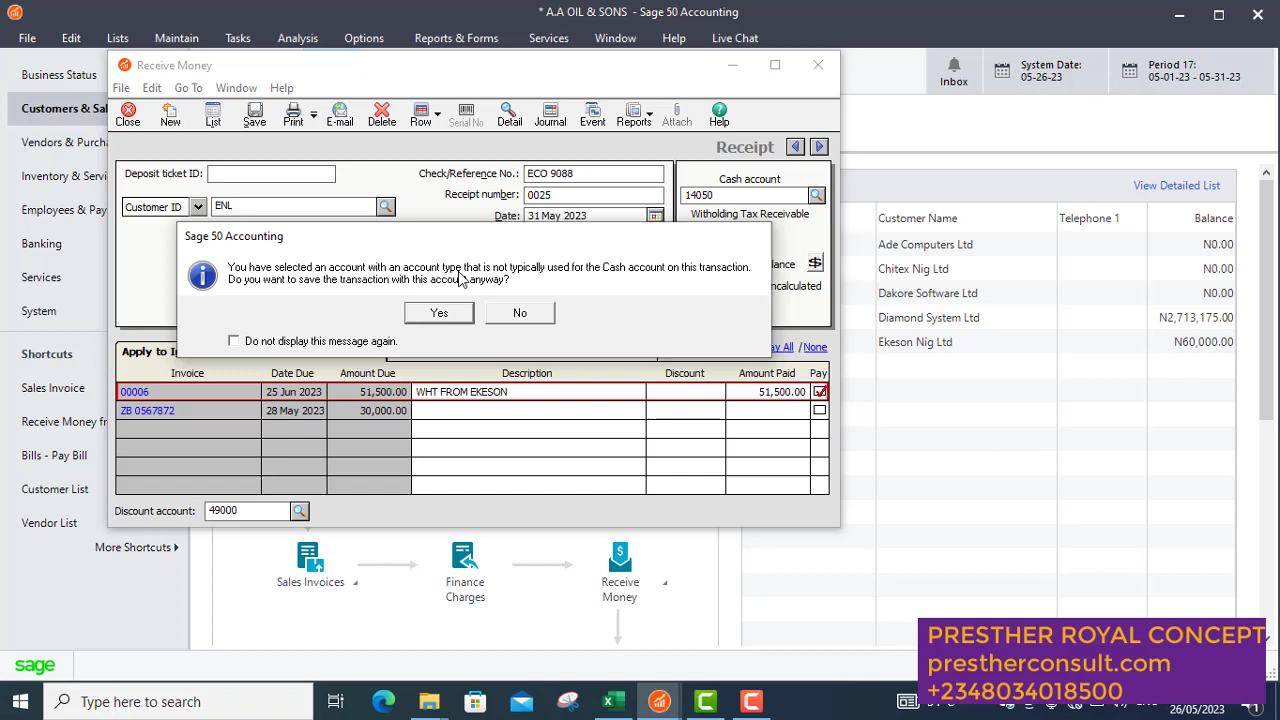 * A.A OIL & SONS - Sage 50 Accounting
File Edit Lists Maintain Tasks Analysis Options Reports & Forms Services Window Help Live Chat
Business Status
Customers & Sal
Vendors & Purcha
Inventory & Servi
Employees & Pay
Banking
Services
System
Shortcuts
Sales Invoice
Receive Money fr
Bills - Pay Bill
Customer List
Vendor List
More Shortcuts
Inbox
System Date:
05-26-23
Period 17:
05-01-23 - 05-31-23
Receive Money
File Edit Go To Window Help
Close New List Save Print E-mail Delete Row Serial No Detail Journal Event Reports Attach Help
Receipt
Deposit ticket ID:
Check/Reference No.: ECO 9088
Customer ID ENL
Receipt number: 0025
Date: 31 May 2023
Cash account
14050
Witholding Tax Receivable
Sage 50 Accounting
You have selected an account with an account type that is not typically used for the Cash account on this transaction.
Do you want to save the transaction with this account anyway?
Yes No
Do not display this message again.
lance
calculated
Apply to I
ay All / None
Invoice Date Due Amount Due Description Discount Amount Paid Pay
00006 25 Jun 2023 51,500.00 WHT FROM EKESON 51,500.00
ZB 0567872 28 May 2023 30,000.00
Discount account: 49000
Sales Invoices
Finance
Charges
Receive
Money
View Detailed List
Customer Name Telephone 1 Balance
Ade Computers Ltd N0.00
Chitex Nig Ltd N0.00
Dakore Software Ltd N0.00
Diamond System Ltd N2,713,175.00
Ekeson Nig Ltd N60,000.00
PRESTHER ROYAL CONCEPT
prestherconsult.com
+2348034018500
sage
Type here to search
26/05/2023
1